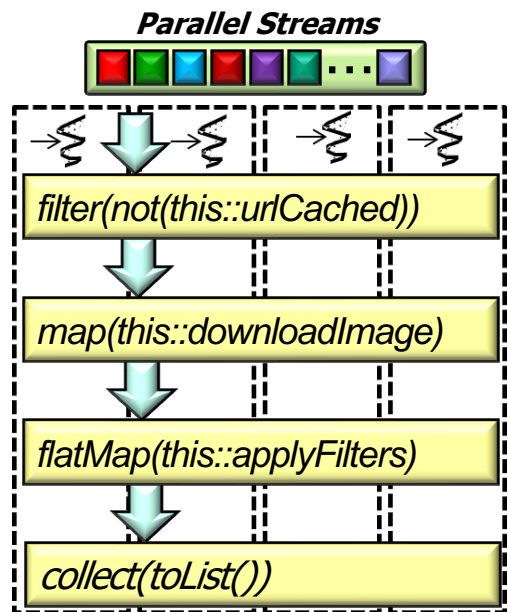 Parallel Streams
filter(not(this::urlCached))
map(this::downloadImage)
flatMap(this::applyFilters)
collect(toList())